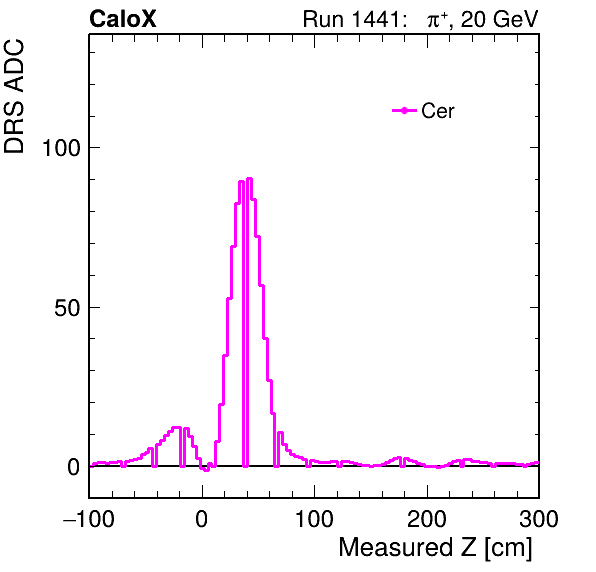 CaloX Run 1441: π⁺, 20 GeV
DRS ADC
Cer
100
50
0
−100 0 100 200 300
Measured Z [cm]